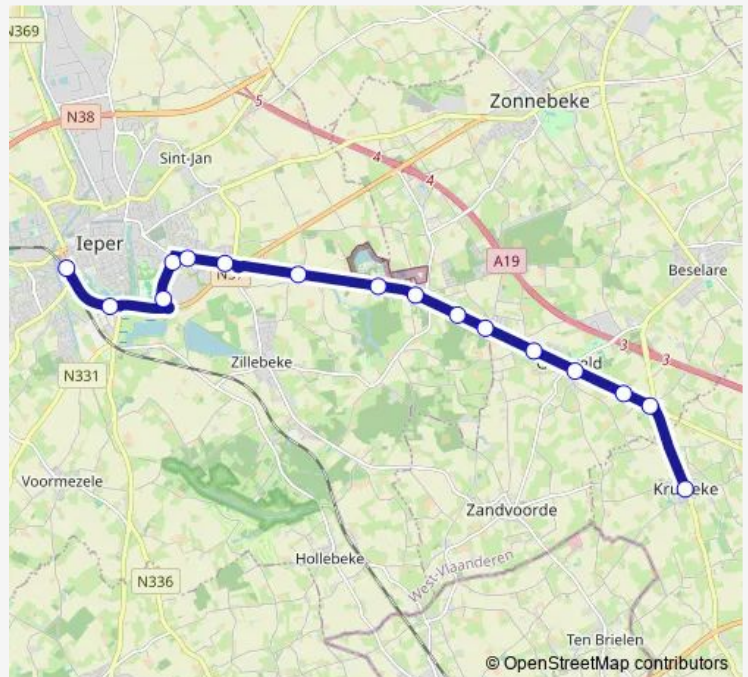 N369
N38
5
Zonnebeke
Sint-Jan
4
4
Ieper
A19
Beselare
N37
3
3
Zillebeke
N331
Voormezele
Zandvoorde
Hollebeke
West-Vlaanderen
N336
Ten Brielen
© OpenStreetMap contributors